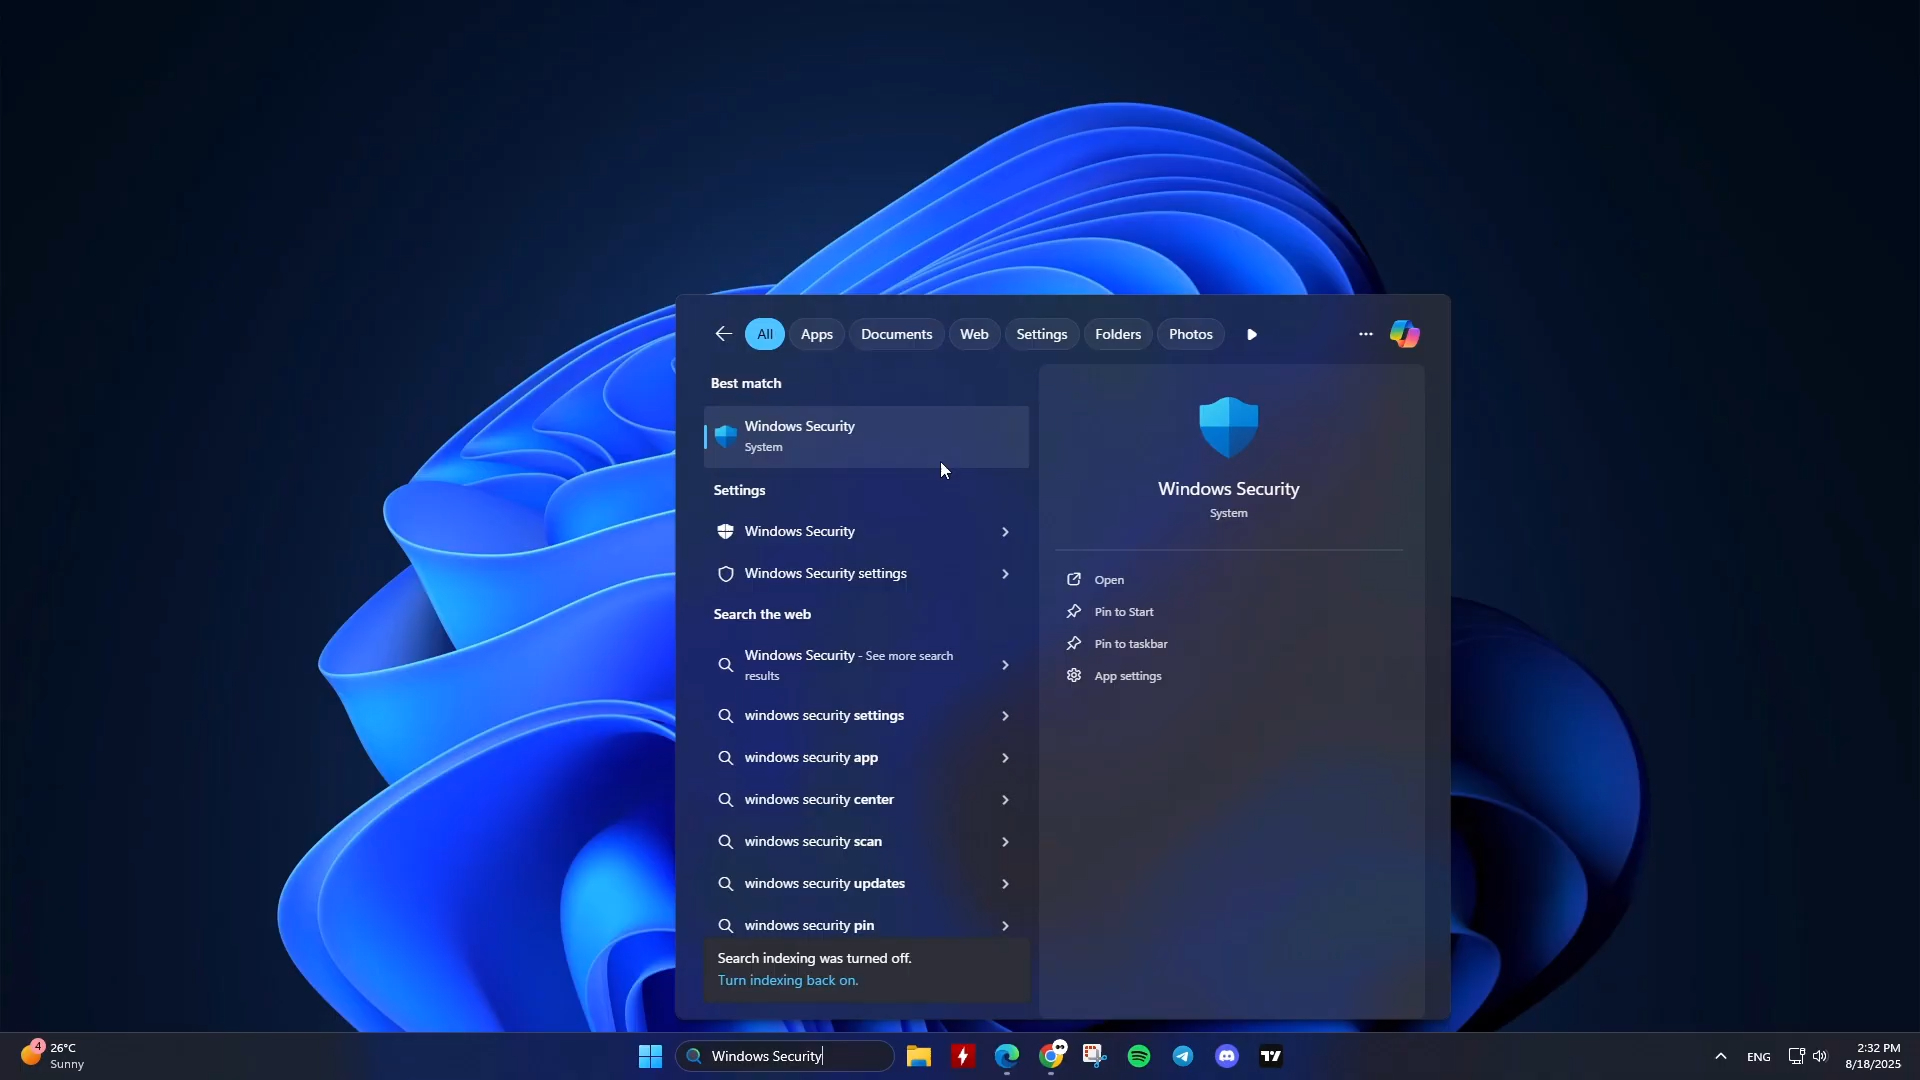 All
Apps
Documents
Web
Settings
Folders
Photos
Best match
Windows Security
System
Settings
Windows Security
Windows Security settings
Search the web
Windows Security - See more search
results
windows security settings
windows security app
windows security center
windows security scan
windows security updates
windows security pin
Search indexing was turned off.
Turn indexing back on.
Windows Security
System
Open
Pin to Start
Pin to taskbar
App settings
4
26°C
Sunny
Windows Security
ENG
2:32 PM
8/18/2025